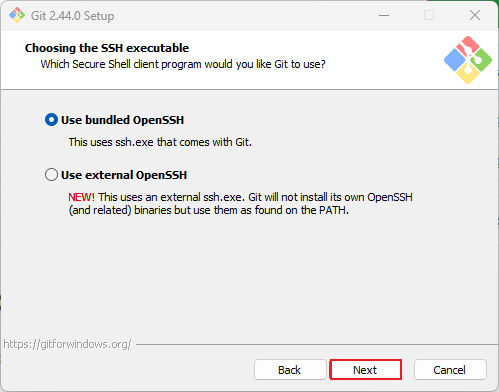 Git 2.44.0 Setup
Choosing the SSH executable
Which Secure Shell client program would you like Git to use?
Use bundled OpenSSH
This uses ssh.exe that comes with Git.
Use external OpenSSH
NEW! This uses an external ssh.exe. Git will not install its own OpenSSH
(and related) binaries but use them as found on the PATH.
https://gitforwindows.org/
Back
Next
Cancel